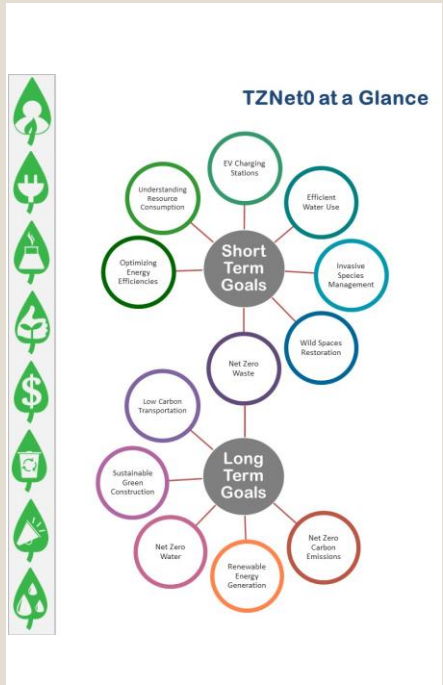 TZNet0 at a Glance
EV Charging
Stations
Understanding
Resource
Consumption
Efficient
Water Use
Optimizing
Energy
Efficiencies
Short
Term
Goals
Invasive
Species
Management
Wild Spaces
Restoration
Net Zero
Waste
Low Carbon
Transportation
Long
Term
Goals
Sustainable
Green
Construction
Net Zero
Water
Renewable
Energy
Generation
Net Zero
Carbon
Emissions
$